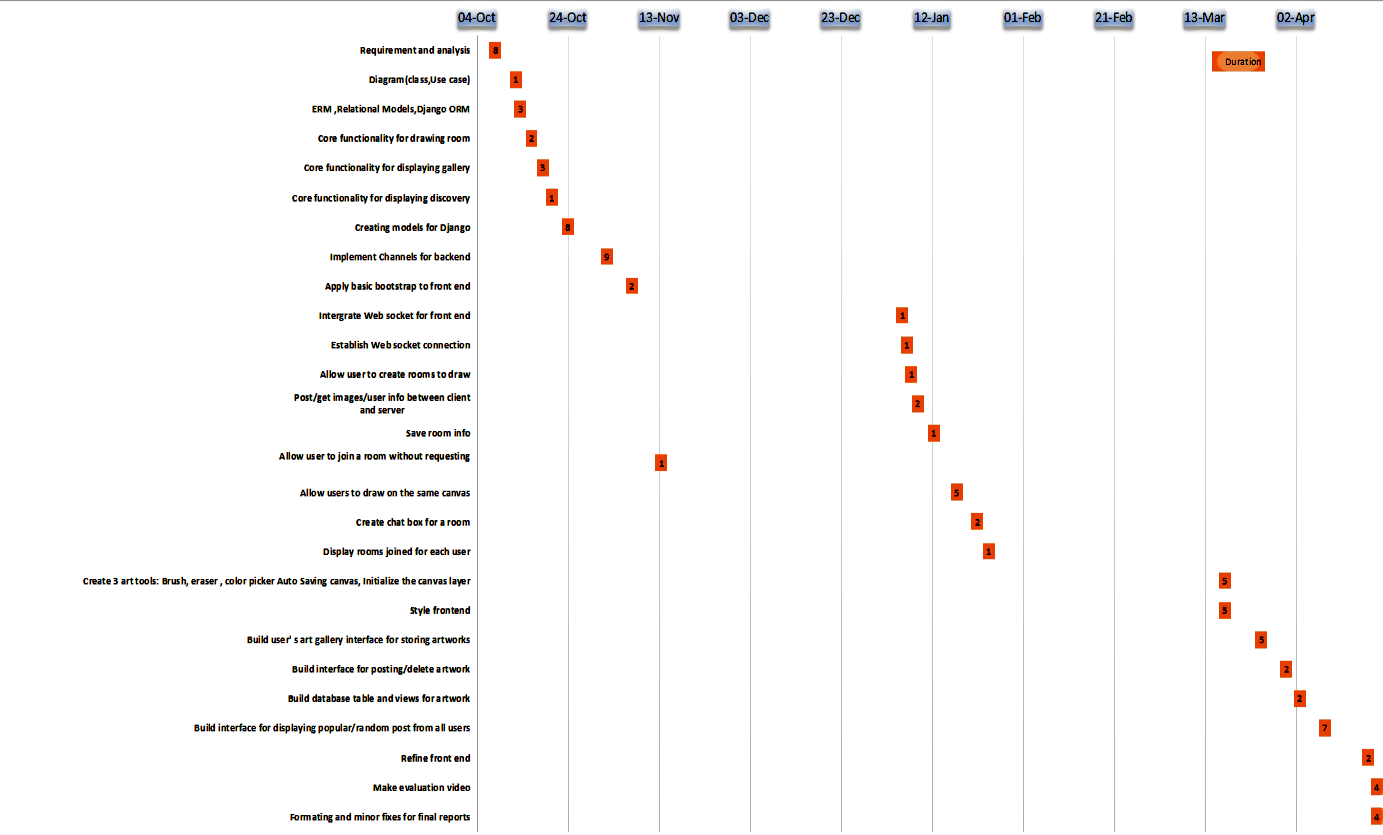 04-Oct 24-Oct 13-Nov 03-Dec 23-Dec 12-Jan 01-Feb 21-Feb 13-Mar 02-Apr
Requirement and analysis 8
Duration
Diagram(class,Use case) 1
ERM ,Relational Models,Django ORM 3
Core functionality for drawing room 2
Core functionality for displaying gallery 3
Core functionality for displaying discovery 1
Creating models for Django 8
Implement Channels for backend 9
Apply basic bootstrap to front end 2
Intergrate Web socket for front end 1
Establish Web socket connection 1
Allow user to create rooms to draw 1
Post/get images/user info between client
and server 2
Save room info 1
Allow user to join a room without requesting 1
Allow users to draw on the same canvas 5
Create chat box for a room 2
Display rooms joined for each user 1
Create 3 art tools: Brush, eraser , color picker Auto Saving canvas, Initialize the canvas layer 5
Style frontend 5
Build user' s art gallery interface for storing artworks 5
Build interface for posting/delete artwork 2
Build database table and views for artwork 2
Build interface for displaying popular/random post from all users 7
Refine front end 2
Make evaluation video 4
Formating and minor fixes for final reports 4